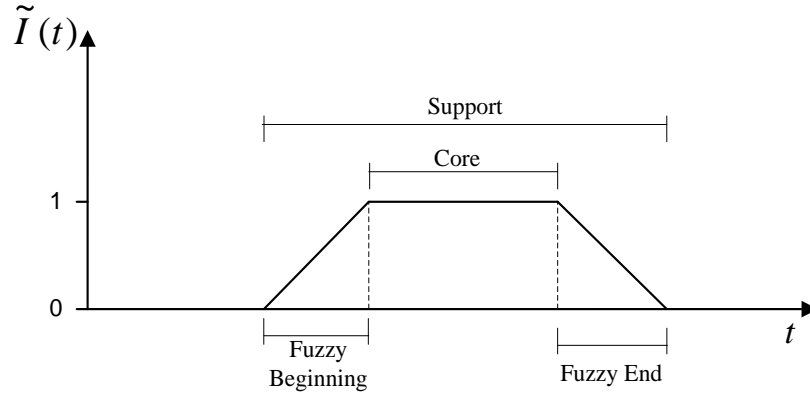 Ĩ (t)
Support
Core
1
0
t
Fuzzy
Beginning
Fuzzy End